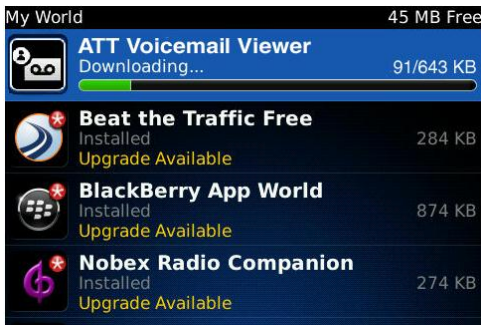 My World 45 MB Free
ATT Voicemail Viewer
Downloading... 91/643 KB
Beat the Traffic Free
Installed 284 KB
Upgrade Available
BlackBerry App World
Installed 874 KB
Upgrade Available
Nobex Radio Companion
Installed 274 KB
Upgrade Available